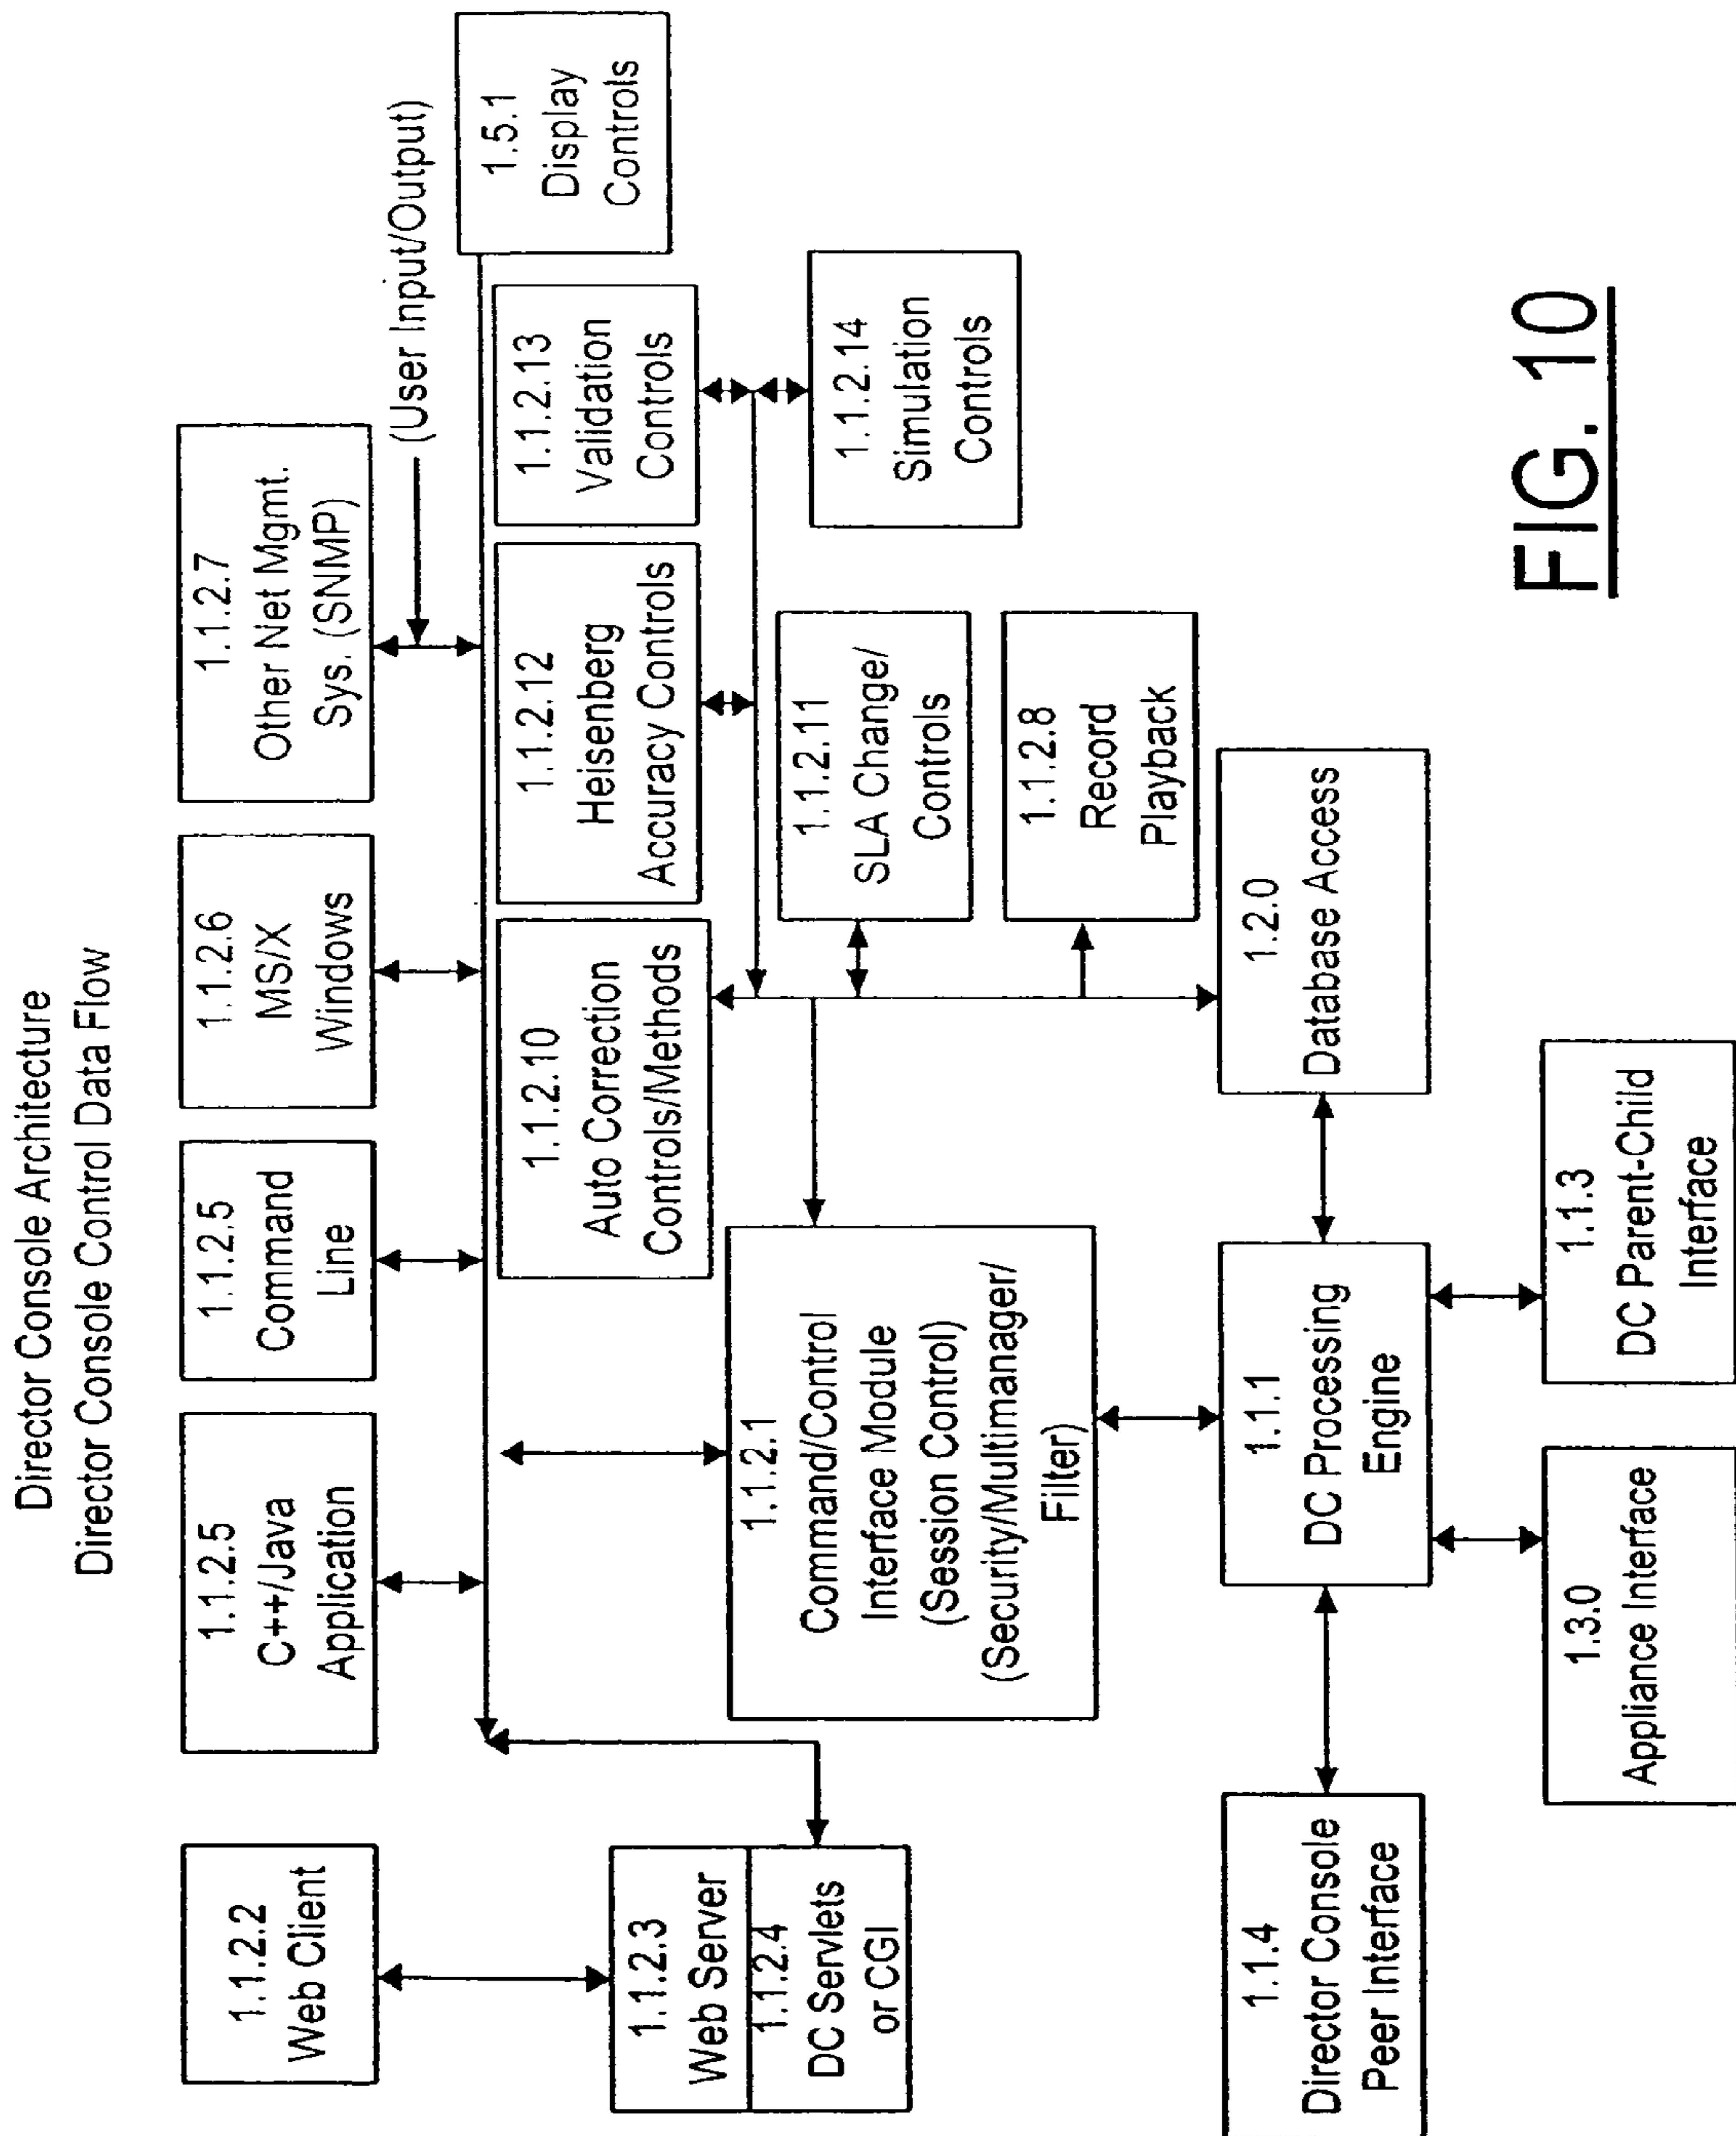 Director Console Architecture
Director Console Control Data Flow
1.1.2.2
Web Client
1.1.2.5
C++/Java
Application
1.1.2.5
Command
Line
1.1.2.6
MS/X
Windows
1.1.2.7
Other Net Mgmt.
Sys. (SNMP)
(User Input/Output)
1.5.1
Display
Controls
1.1.2.3
Web Server
1.1.2.4
DC Servlets
or CGI
1.1.2.10
Auto Correction
Controls/Methods
1.1.2.12
Heisenberg
Accuracy Controls
1.1.2.13
Validation
Controls
1.1.2.1
Command/Control
Interface Module
(Session Control)
(Security/Multimanager/
Filter)
1.1.2.11
SLA Change/
Controls
1.1.2.14
Simulation
Controls
1.1.2.8
Record
Playback
1.1.4
Director Console
Peer Interface
1.1.1
DC Processing
Engine
1.2.0
Database Access
1.3.0
Appliance Interface
1.1.3
DC Parent-Child
Interface
FIG. 10